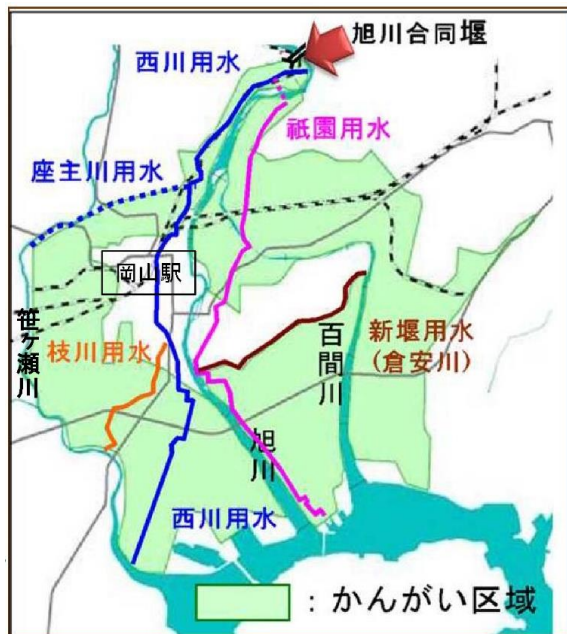 旭川合同堰
西川用水
祇園用水
座主川用水
岡山駅
笹ヶ瀬川
枝川用水
百間川
新堰用水
(倉安川)
旭川
西川用水
：かんがい区域